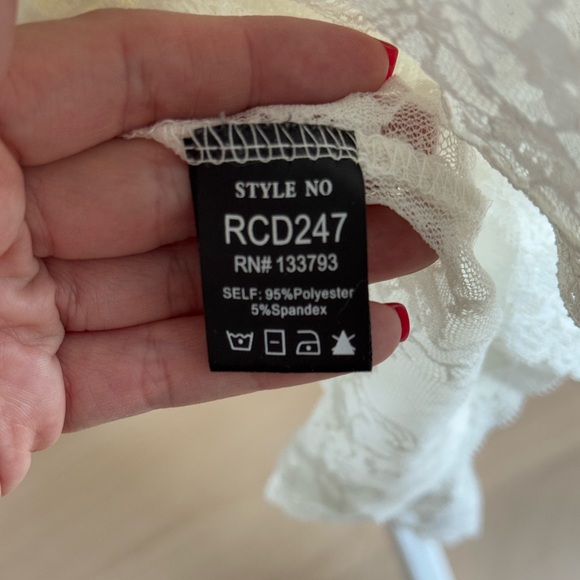 STYLE NO
RCD247
RN# 133793
SELF: 95%Polyester
5%Spandex